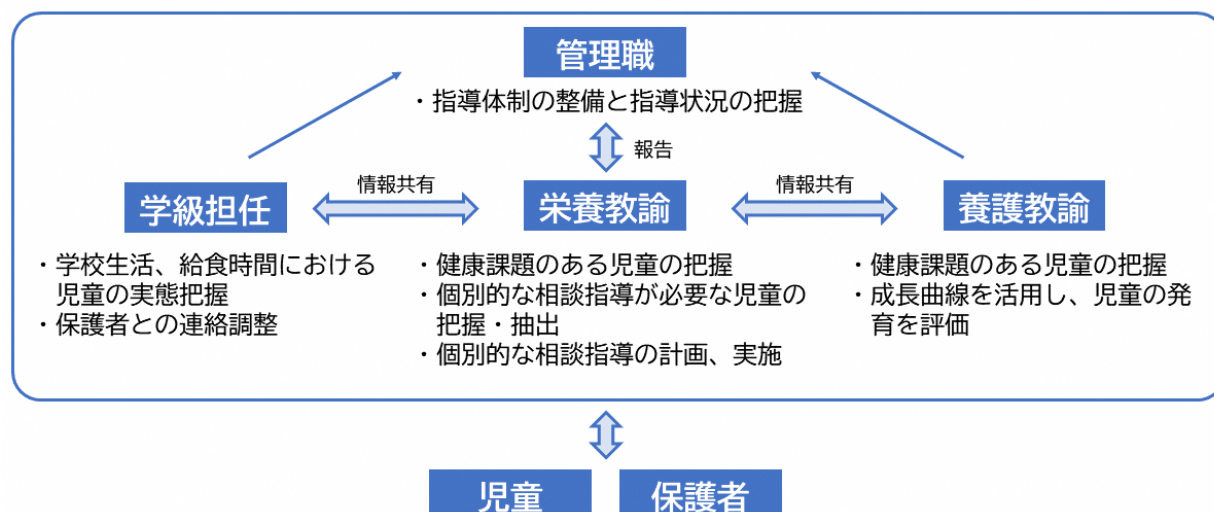 管理職
・指導体制の整備と指導状況の把握
報告
情報共有
情報共有
学級担任
栄養教諭
養護教諭
・学校生活、給食時間における
児童の実態把握
・保護者との連絡調整
・健康課題のある児童の把握
・個別的な相談指導が必要な児童の
把握・抽出
・個別的な相談指導の計画、実施
・健康課題のある児童の把握
・成長曲線を活用し、児童の発
育を評価
児童
保護者